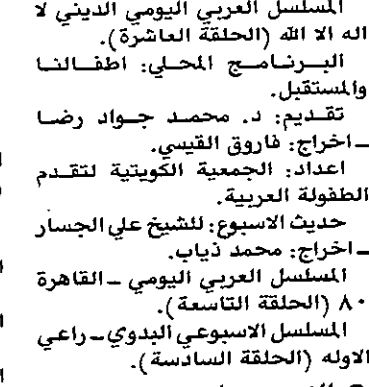 المسلسل العربي اليومي الديني لا
اله الا الله (الحلقة العاشرة).
البرنامج المحلي: اطفالنا
والمستقبل.
تقديم: د. محمد جواد رضا
ـ اخراج: فاروق القيسي.
اعداد: الجمعية الكويتية لتقدم
الطفولة العربية.
حديث الاسبوع: للشيخ علي الجسار
ـ اخراج: محمد ذياب.
المسلسل العربي اليومي ـ القاهرة
٨٠ (الحلقة التاسعة).
المسلسل الاسبوعي البدوي ـ راعي
الاوله (الحلقة السادسة).